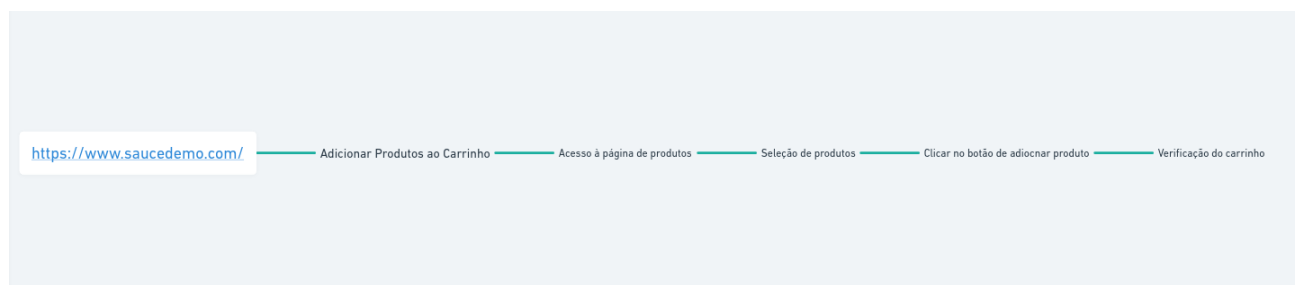 https://www.saucedemo.com/
Adicionar Produtos ao Carrinho
Acesso à página de produtos
Seleção de produtos
Clicar no botão de adiocnar produto
Verificação do carrinho